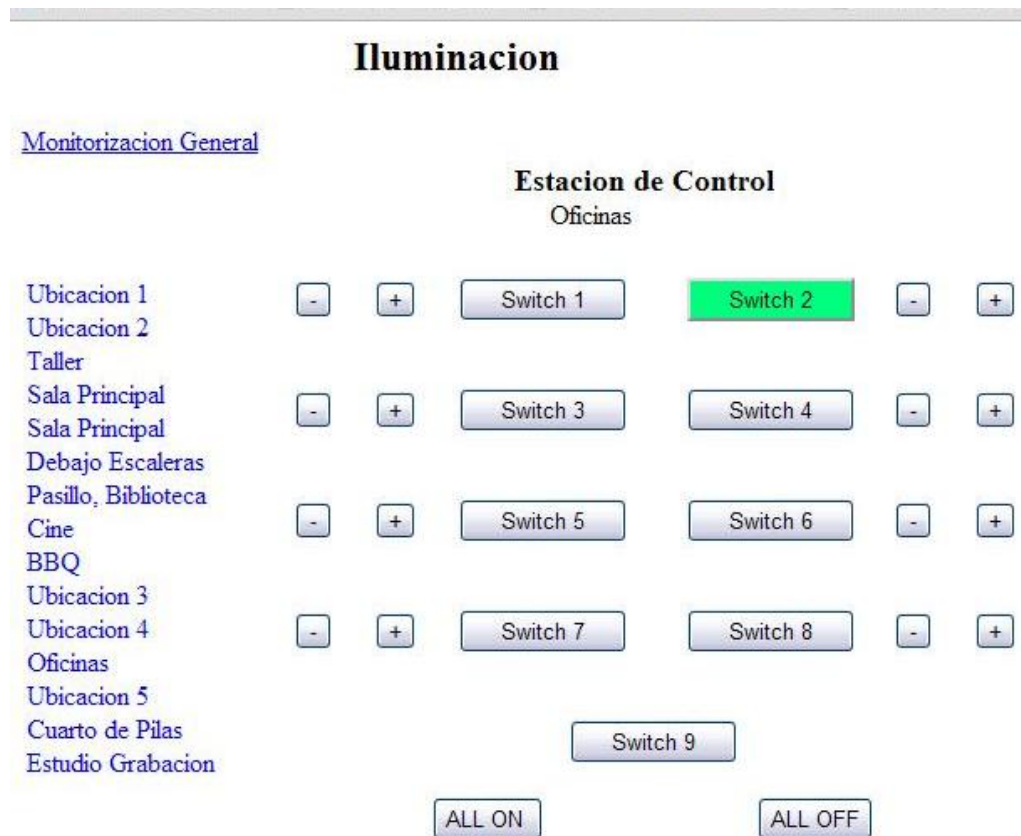 Iluminacion
Monitorizacion General
Estacion de Control
Oficinas
Ubicacion 1
Ubicacion 2
Taller
Sala Principal
Sala Principal
Debajo Escaleras
Pasillo, Biblioteca
Cine
BBQ
Ubicacion 3
Ubicacion 4
Oficinas
Ubicacion 5
Cuarto de Pilas
Estudio Grabacion
- + Switch 1 Switch 2 - +
- + Switch 3 Switch 4 - +
- + Switch 5 Switch 6 - +
- + Switch 7 Switch 8 - +
Switch 9
ALL ON ALL OFF